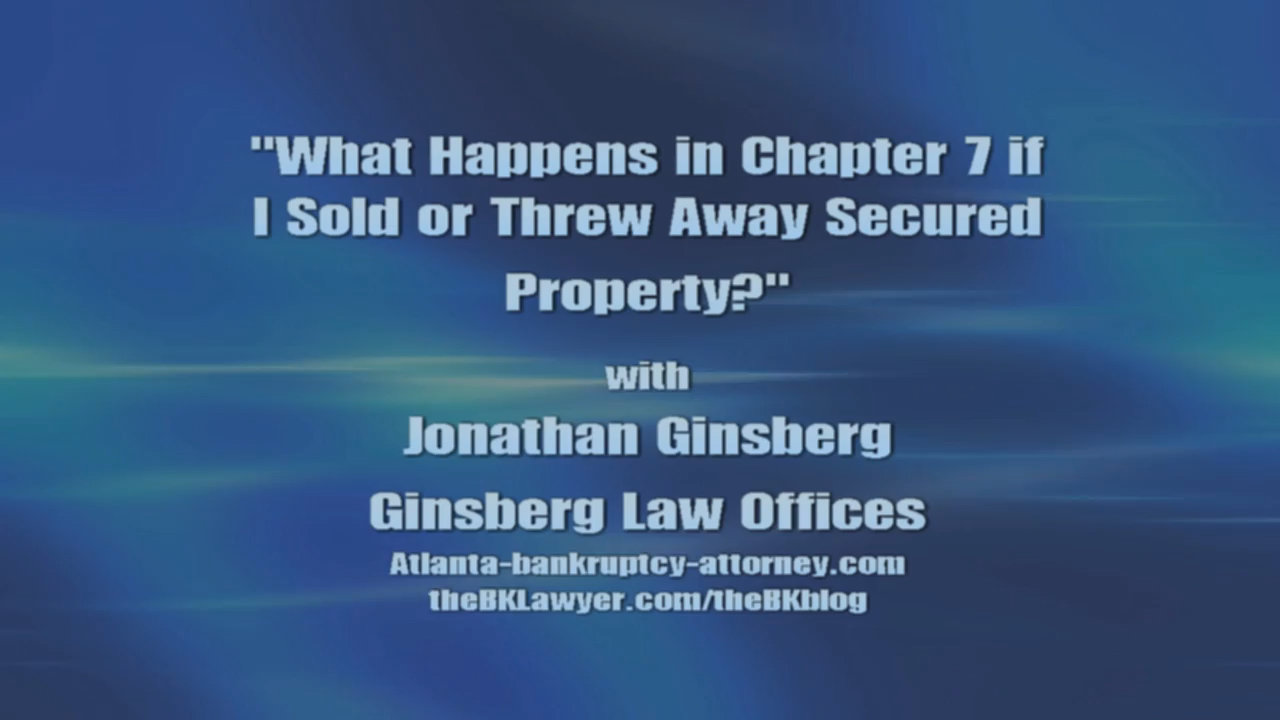 "What Happens in Chapter 7 if
I Sold or Threw Away Secured
Property?"
with
Jonathan Ginsberg
Ginsberg Law Offices
Atlanta-bankruptcy-attorney.com
theBKLawyer.com/theBKblog